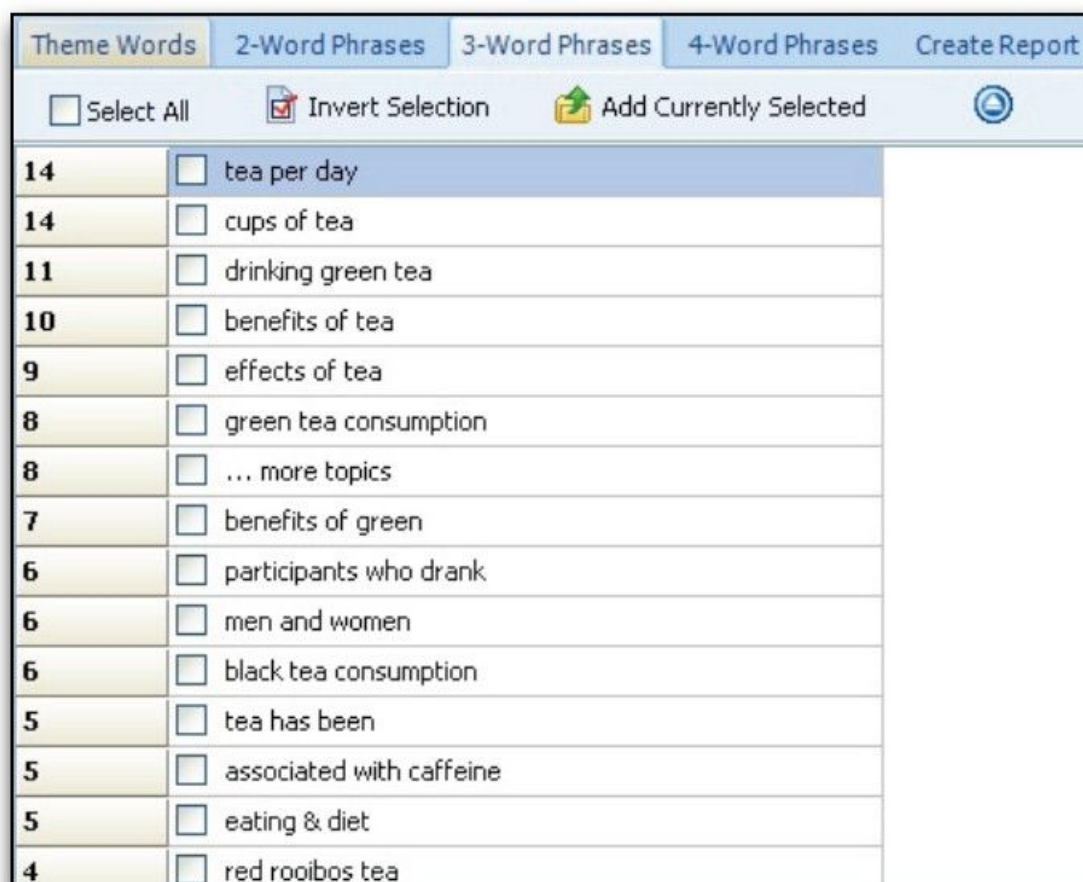 Theme Words 2-Word Phrases 3-Word Phrases 4-Word Phrases Create Report
Select All Invert Selection Add Currently Selected
14 tea per day
14 cups of tea
11 drinking green tea
10 benefits of tea
9 effects of tea
8 green tea consumption
8 ... more topics
7 benefits of green
6 participants who drank
6 men and women
6 black tea consumption
5 tea has been
5 associated with caffeine
5 eating & diet
4 red rooibos tea